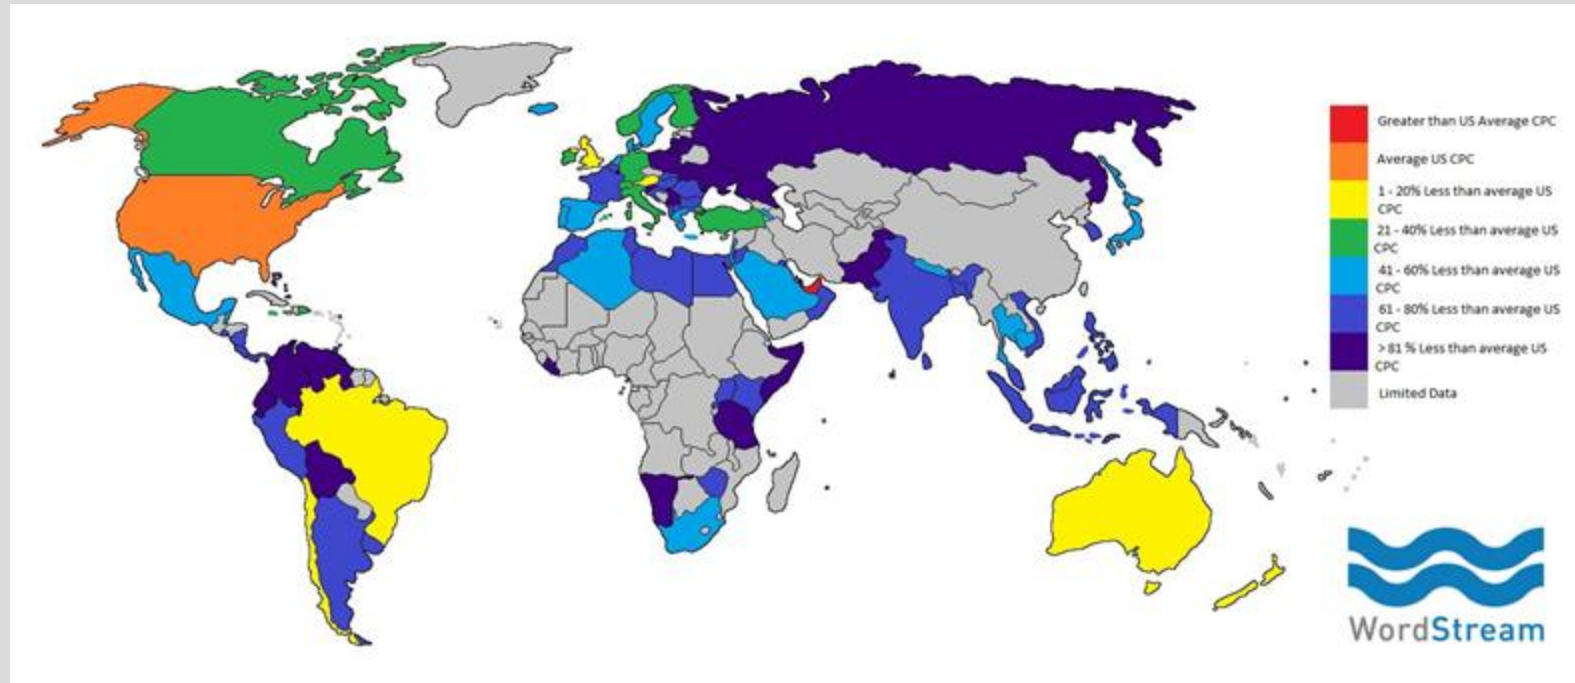 Greater than US Average CPC
Average US CPC
1 - 20% Less than average US
CPC
21 - 40% Less than average US
CPC
41 - 60% Less than average US
CPC
61 - 80% Less than average US
CPC
>81 % Less than average US
CPC
Limited Data
WordStream